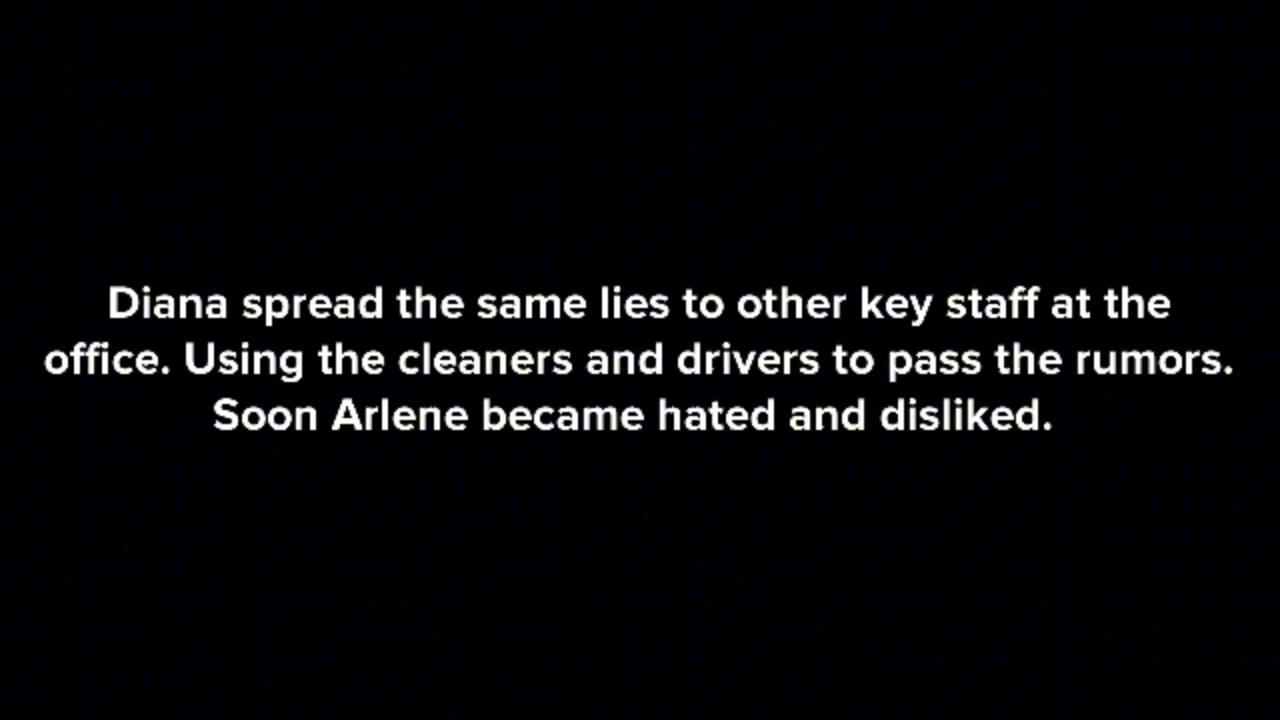 Diana spread the same lies to other key staff at the
office. Using the cleaners and drivers to pass the rumors.
Soon Arlene became hated and disliked.